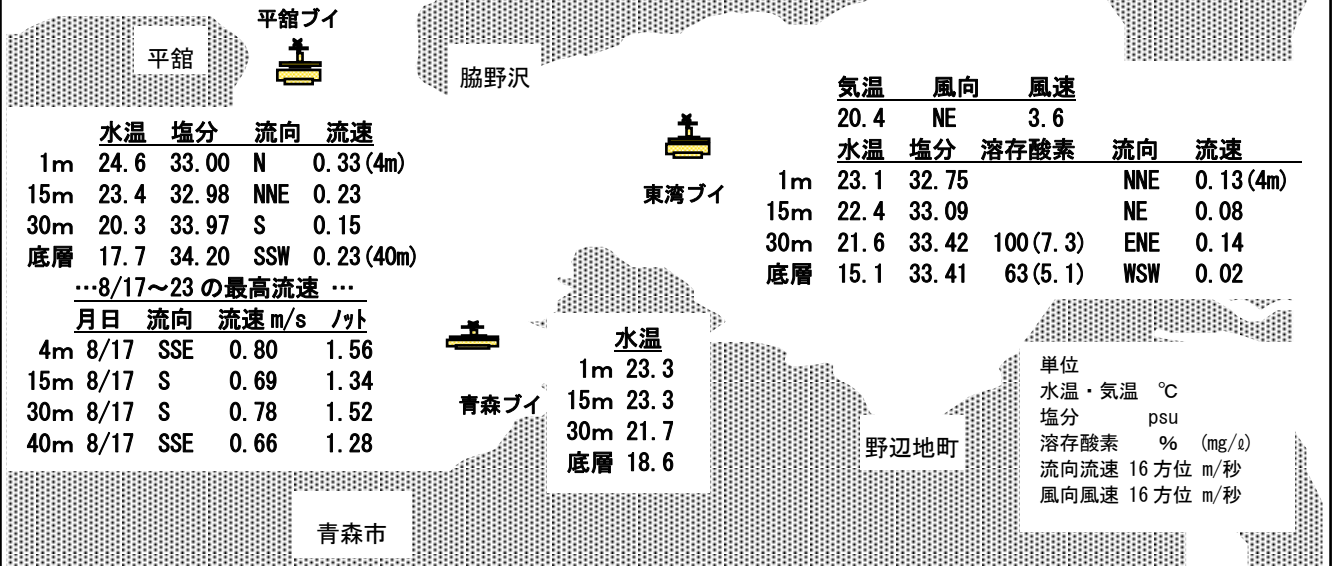 平舘ブイ
平舘
脇野沢
水温 塩分 流向 流速
1m 24.6 33.00 N 0.33(4m)
15m 23.4 32.98 NNE 0.23
30m 20.3 33.97 S 0.15
底層 17.7 34.20 SSW 0.23(40m)
…8/17～23の最高流速 …
月日 流向 流速m/s ﾉｯﾄ
4m 8/17 SSE 0.80 1.56
15m 8/17 S 0.69 1.34
30m 8/17 S 0.78 1.52
40m 8/17 SSE 0.66 1.28
東湾ブイ
気温 風向 風速
20.4 NE 3.6
水温 塩分 溶存酸素 流向 流速
1m 23.1 32.75 NNE 0.13(4m)
15m 22.4 33.09 NE 0.08
30m 21.6 33.42 100(7.3) ENE 0.14
底層 15.1 33.41 63(5.1) WSW 0.02
青森ブイ
水温
1m 23.3
15m 23.3
30m 21.7
底層 18.6
青森市
野辺地町
単位
水温・気温 ℃
塩分 psu
溶存酸素 % (mg/ℓ)
流向流速 16方位 m/秒
風向風速 16方位 m/秒